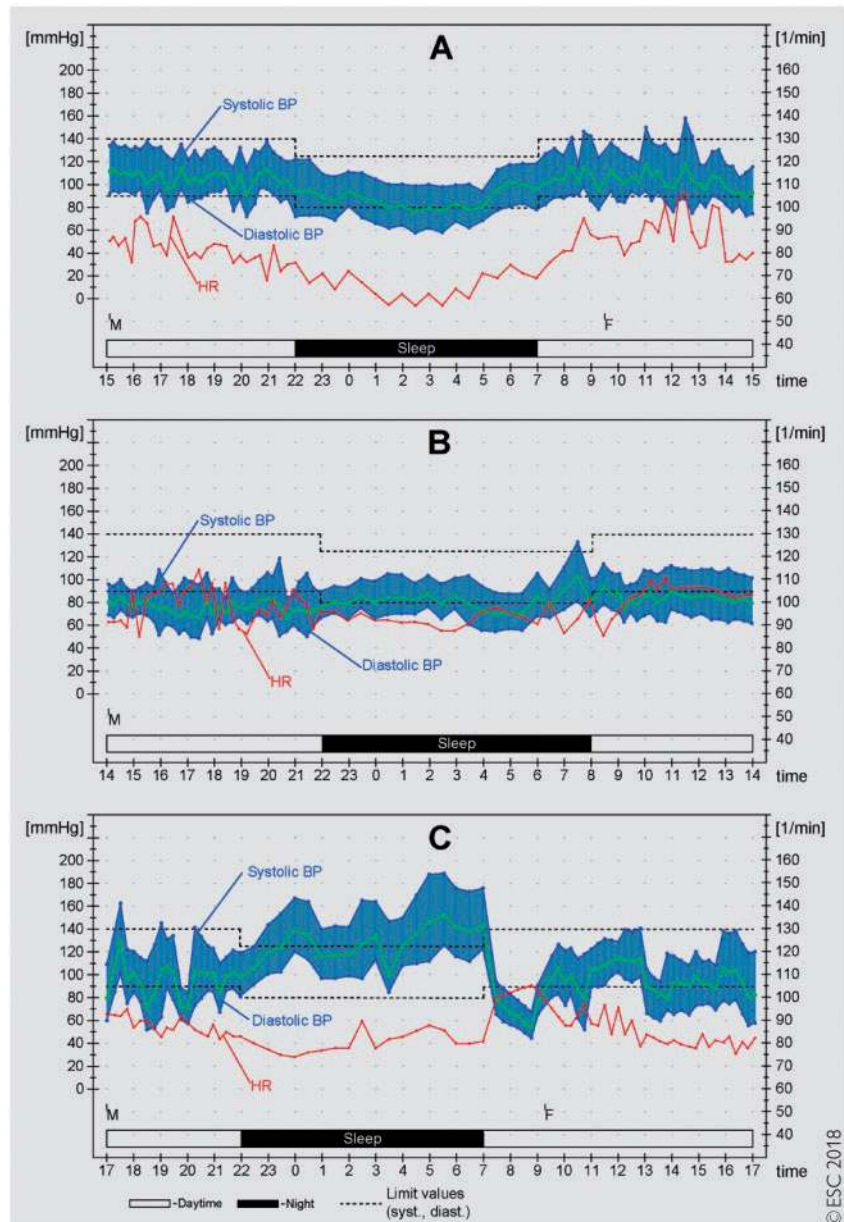 A
[mmHg] [1/min]
220
200
180
160
140
120
100
80
60
40
20
0
160
150
140
130
120
110
100
90
80
70
60
50
40
Systolic BP
Diastolic BP
HR
M F
Sleep
15 16 17 18 19 20 21 22 23 0 1 2 3 4 5 6 7 8 9 10 11 12 13 14 15 time
B
[mmHg] [1/min]
220
200
180
160
140
120
100
80
60
40
20
0
160
150
140
130
120
110
100
90
80
70
60
50
40
Systolic BP
Diastolic BP
HR
M
Sleep
14 15 16 17 18 19 20 21 22 23 0 1 2 3 4 5 6 7 8 9 10 11 12 13 14 time
C
[mmHg] [1/min]
220
200
180
160
140
120
100
80
60
40
20
0
160
150
140
130
120
110
100
90
80
70
60
50
40
Systolic BP
Diastolic BP
HR
M F
Sleep
17 18 19 20 21 22 23 0 1 2 3 4 5 6 7 8 9 10 11 12 13 14 15 16 17 time
-Daytime -Night Limit values
(syst., diast.)
©ESC 2018